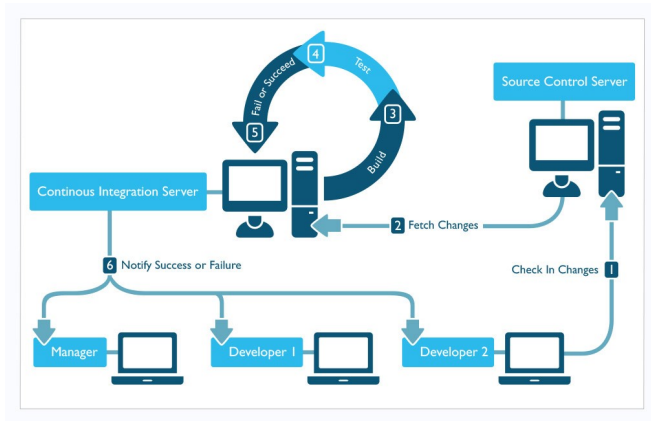 4
Test
Fail or Succeed
3
5
Build
Source Control Server
Continous Integration Server
2 Fetch Changes
6 Notify Success or Failure
Check In Changes 1
Manager
Developer 1
Developer 2